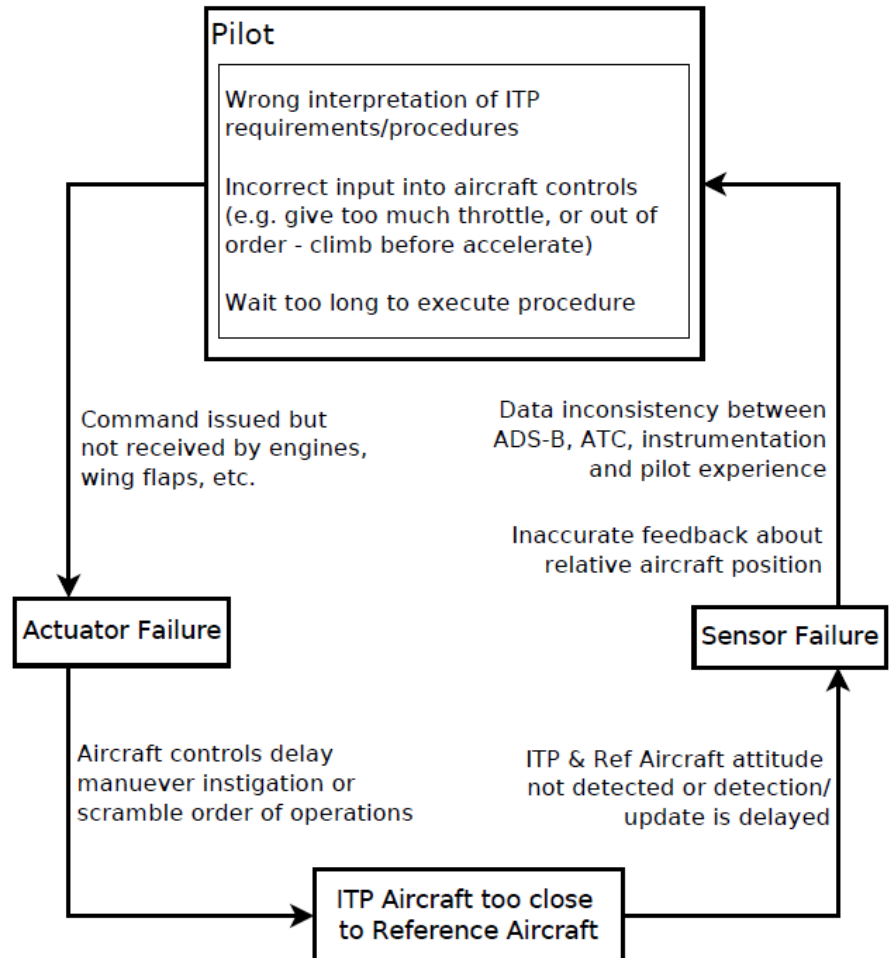 Pilot
Wrong interpretation of ITP
requirements/procedures
Incorrect input into aircraft controls
(e.g. give too much throttle, or out of
order - climb before accelerate)
Wait too long to execute procedure
Command issued but
not received by engines,
wing flaps, etc.
Data inconsistency between
ADS-B, ATC, instrumentation
and pilot experience
Inaccurate feedback about
relative aircraft position
Actuator Failure
Sensor Failure
Aircraft controls delay
manuever instigation or
scramble order of operations
ITP & Ref Aircraft attitude
not detected or detection/
update is delayed
ITP Aircraft too close
to Reference Aircraft